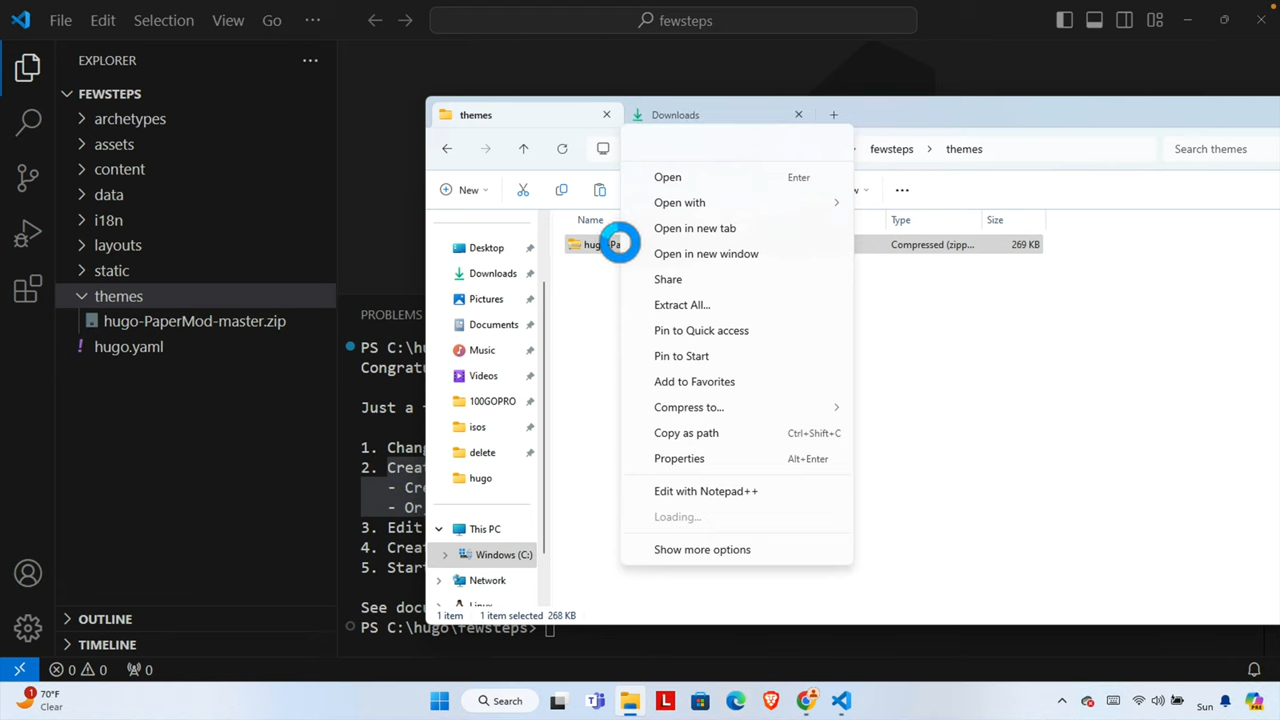 File Edit Selection View Go ··· fewsteps
EXPLORER ···
FEWSTEPS
archetypes
assets
content
data
i18n
layouts
static
themes
hugo-PaperMod-master.zip
! hugo.yaml
OUTLINE
TIMELINE
0 0 0
PROBLEMS
PS C:\hu
Congratu
Just a
1. Chang
2. Creat
- Cre
- Or
3. Edit
4. Creat
5. Start
See docu
PS C:\hugo\fewsteps>
themes Downloads
fewsteps > themes Search themes
New ···
Name Type Size
hugo-Pa Compressed (zipp... 269 KB
Desktop
Downloads
Pictures
Documents
Music
Videos
100GOPRO
isos
delete
hugo
This PC
Windows (C:)
Network
Linux
1 item 1 item selected 268 KB
Open Enter
Open with
Open in new tab
Open in new window
Share
Extract All...
Pin to Quick access
Pin to Start
Add to Favorites
Compress to...
Copy as path Ctrl+Shift+C
Properties Alt+Enter
Edit with Notepad++
Loading...
Show more options
1 70°F
Clear
Search
L
Sun
PRE